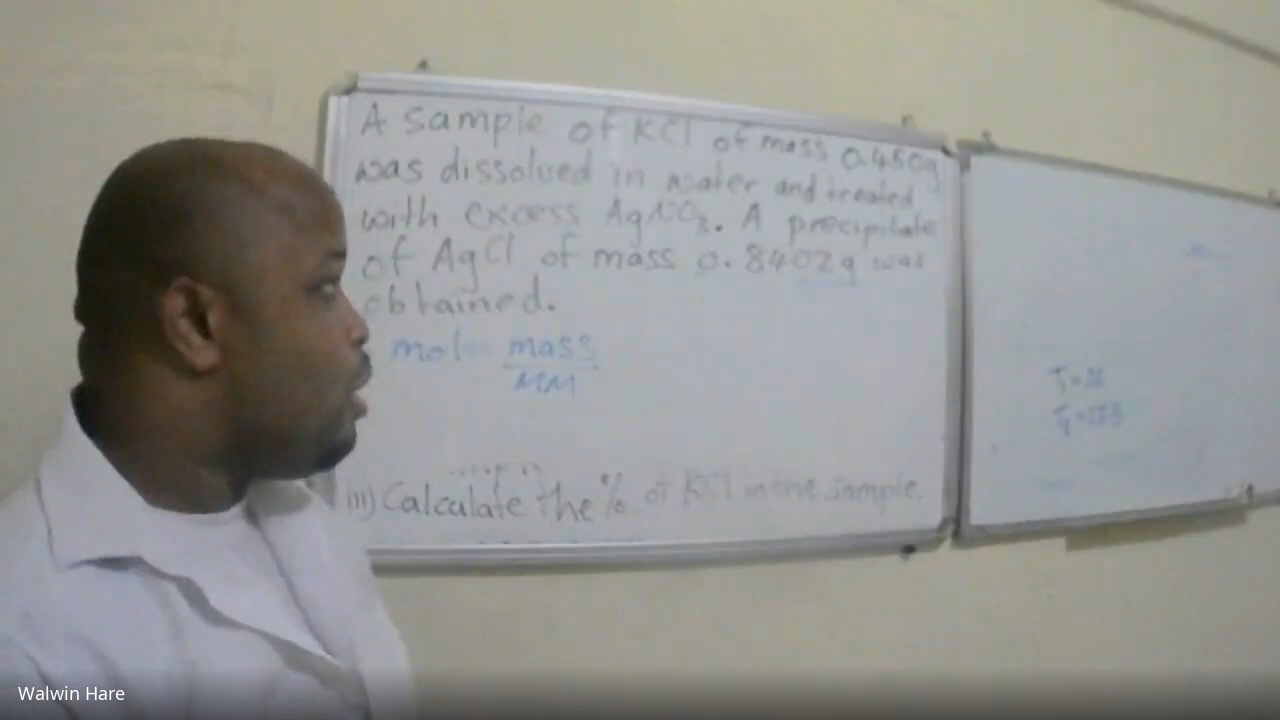 A sample of KCl of mass 0.450g
was dissolved in water and treated
with excess AgNO₃. A precipitate
of AgCl of mass 0.8402g was
obtained.
mol = mass
MM
iii) Calculate the % of KCl in the sample.
Walwin Hare